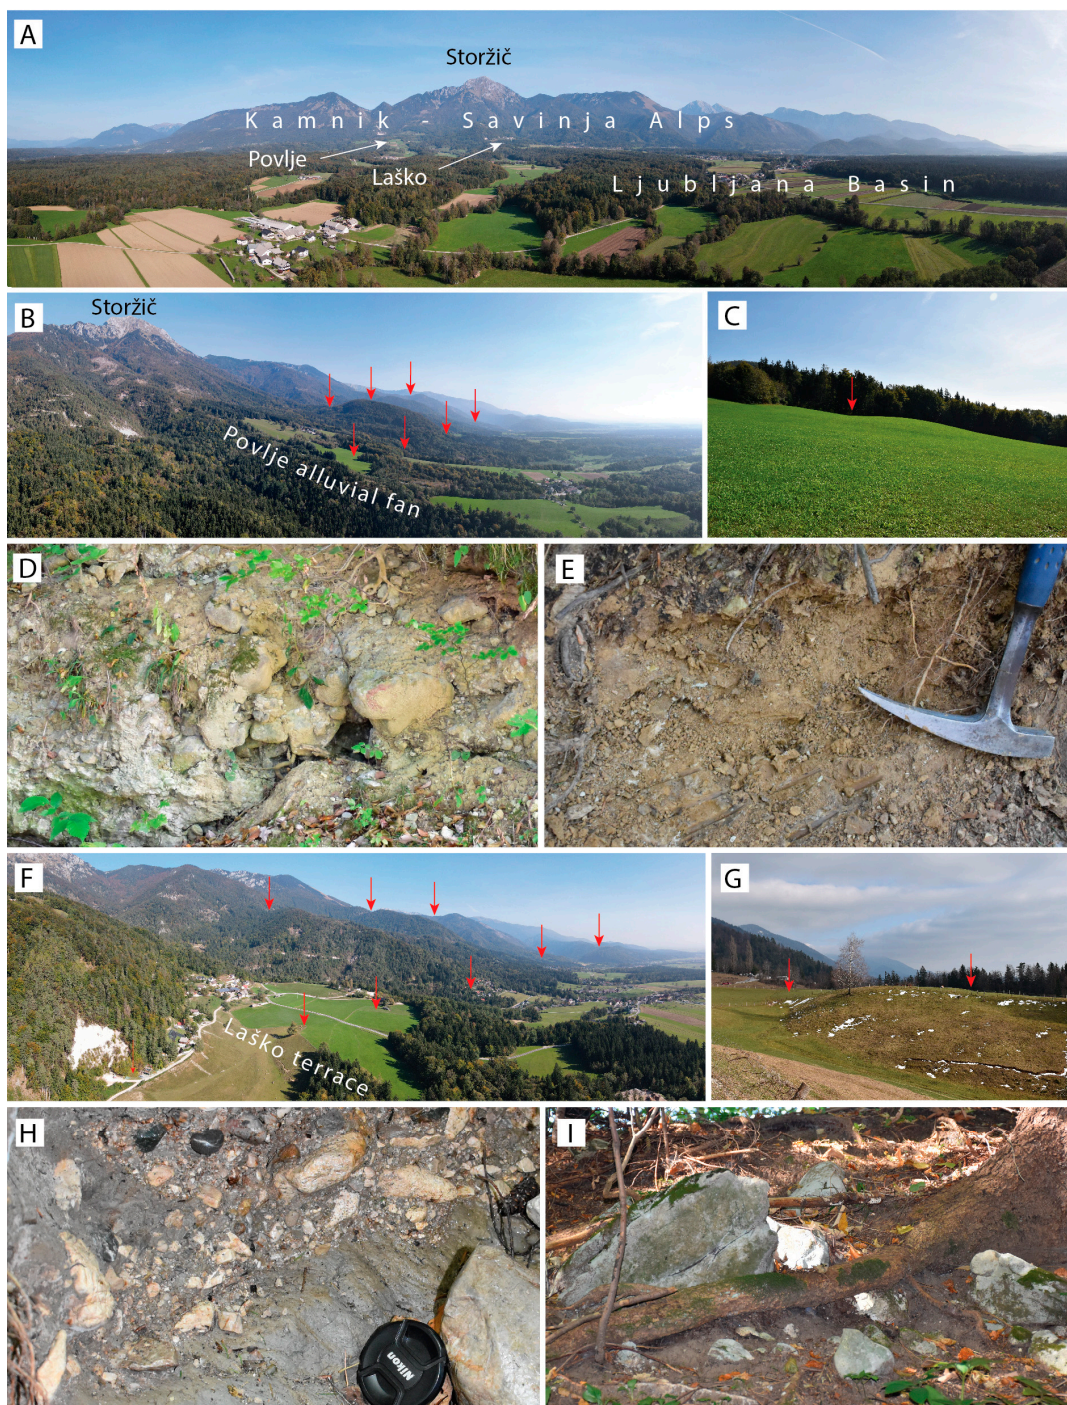 A
Storžič
Kamnik - Savinja Alps
Povlje
Laško
Ljubljana Basin
B
Storžič
Povlje alluvial fan
C
D
E
F
Laško terrace
G
H
Nikon
I